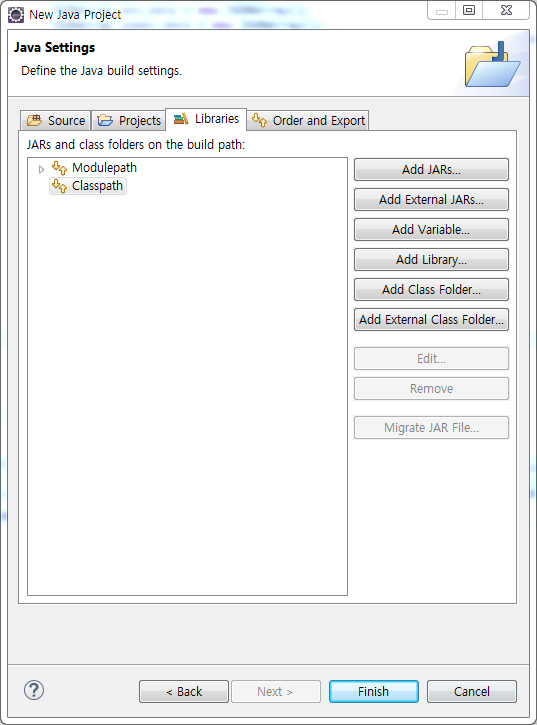 New Java Project
Java Settings
Define the Java build settings.
Source Projects Libraries Order and Export
JARs and class folders on the build path:
Modulepath
Classpath
Add JARs...
Add External JARs...
Add Variable...
Add Library...
Add Class Folder...
Add External Class Folder...
Edit...
Remove
Migrate JAR File...
?
< Back Next > Finish Cancel